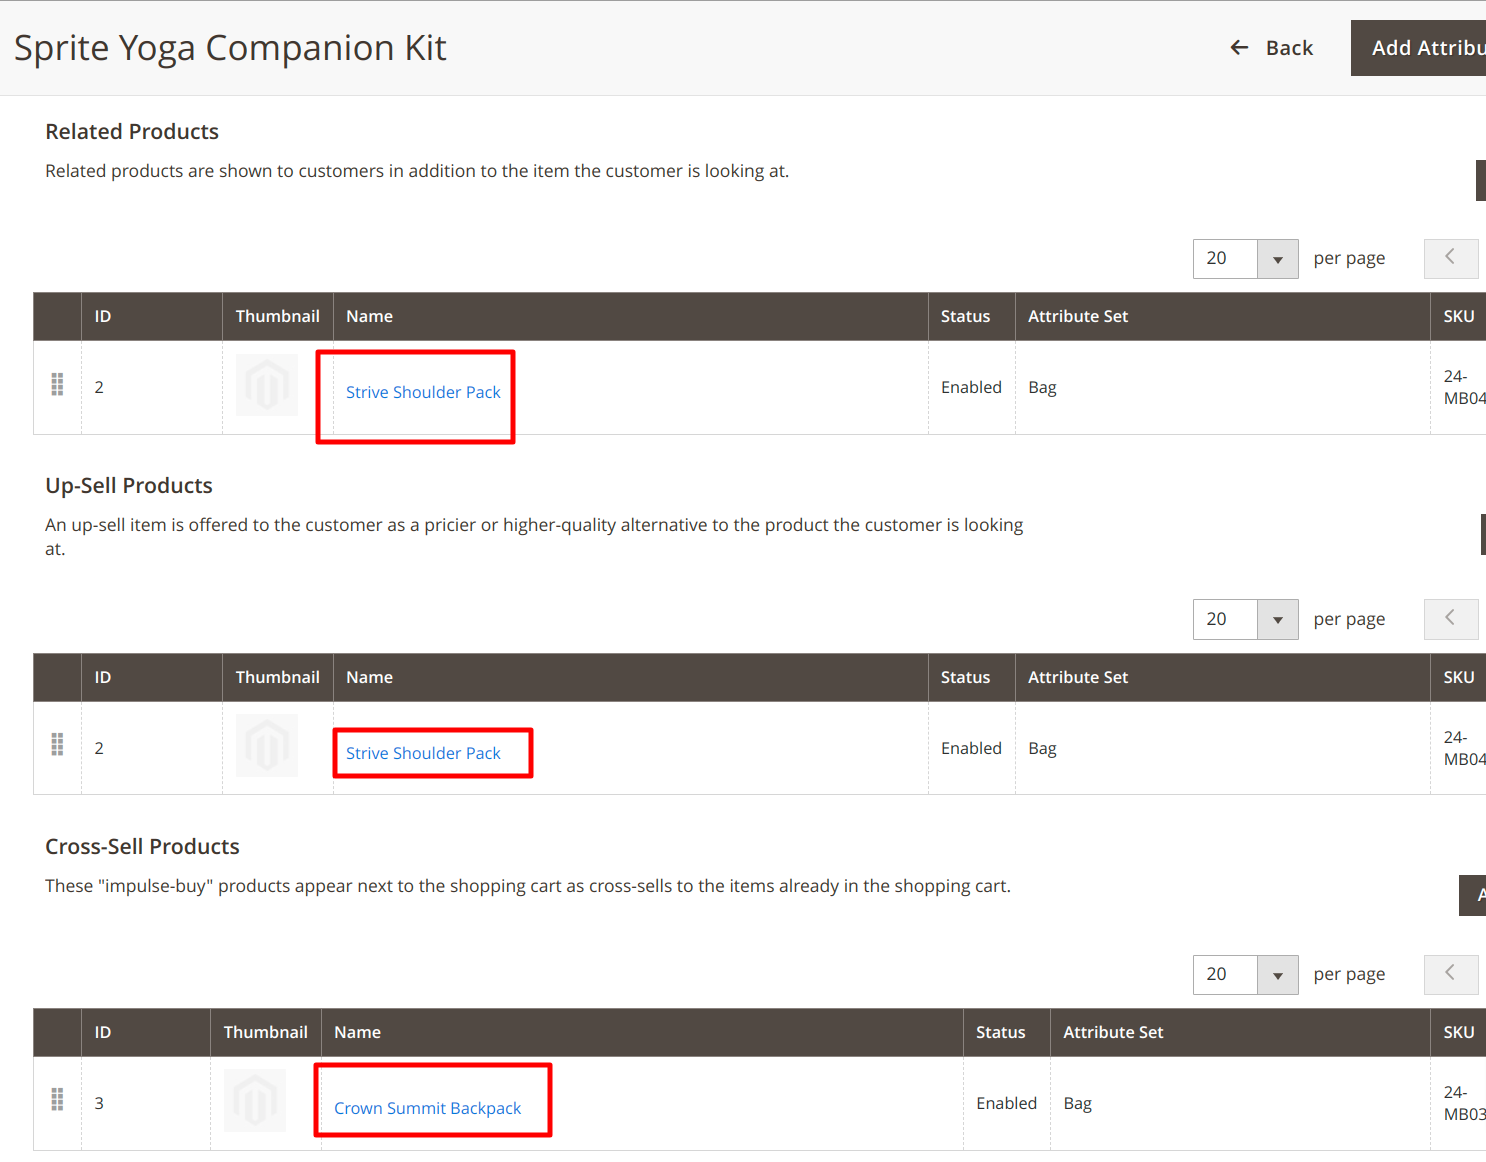 Sprite Yoga Companion Kit
Back
Add Attribu
Related Products
Related products are shown to customers in addition to the item the customer is looking at.
20 per page
ID Thumbnail Name Status Attribute Set SKU
2 Strive Shoulder Pack Enabled Bag 24-
MB04
Up-Sell Products
An up-sell item is offered to the customer as a pricier or higher-quality alternative to the product the customer is looking
at.
20 per page
ID Thumbnail Name Status Attribute Set SKU
2 Strive Shoulder Pack Enabled Bag 24-
MB04
Cross-Sell Products
These "impulse-buy" products appear next to the shopping cart as cross-sells to the items already in the shopping cart.
A
20 per page
ID Thumbnail Name Status Attribute Set SKU
3 Crown Summit Backpack Enabled Bag 24-
MB03